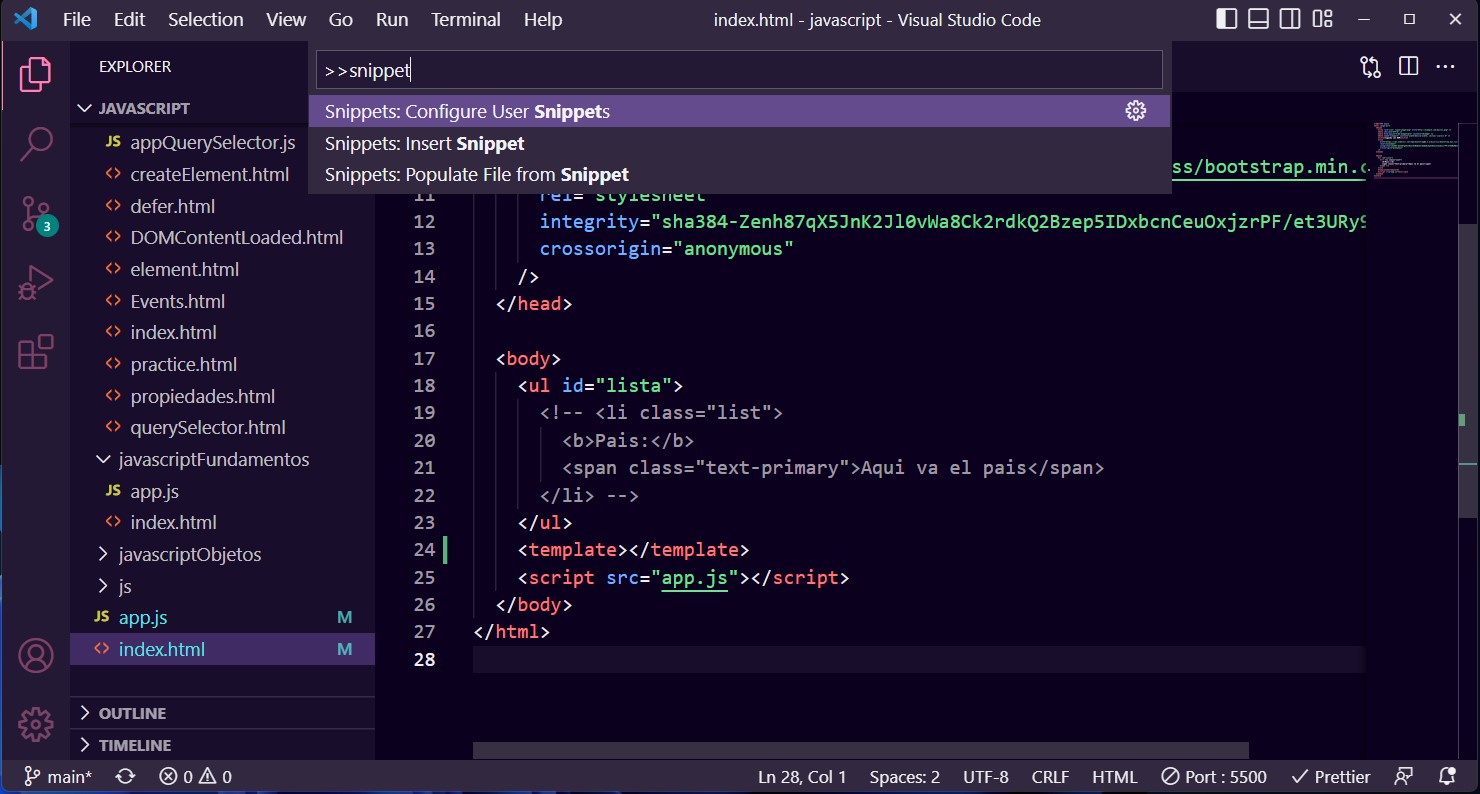 File Edit Selection View Go Run Terminal Help index.html - javascript - Visual Studio Code
EXPLORER
>>snippet
Snippets: Configure User Snippets
Snippets: Insert Snippet
Snippets: Populate File from Snippet
JAVASCRIPT
JS appQuerySelector.js
<> createElement.html
<> defer.html
<> DOMContentLoaded.html
<> element.html
<> Events.html
<> index.html
<> practice.html
<> propiedades.html
<> querySelector.html
javascriptFundamentos
JS app.js
<> index.html
javascriptObjetos
js
JS app.js M
<> index.html M
OUTLINE
TIMELINE
3
ss/bootstrap.min.c
11 rel="stylesheet"
12 integrity="sha384-Zenh87qX5JnK2Jl0vWa8Ck2rdkQ2Bzep5IDxbcnCeuOxjzrPF/et3URy9
13 crossorigin="anonymous"
14 />
15 </head>
16
17 <body>
18 <ul id="lista">
19 <!-- <li class="list">
20 <b>Pais:</b>
21 <span class="text-primary">Aqui va el pais</span>
22 </li> -->
23 </ul>
24 <template></template>
25 <script src="app.js"></script>
26 </body>
27 </html>
28
main* 0 0 Ln 28, Col 1 Spaces: 2 UTF-8 CRLF HTML Port : 5500 Prettier